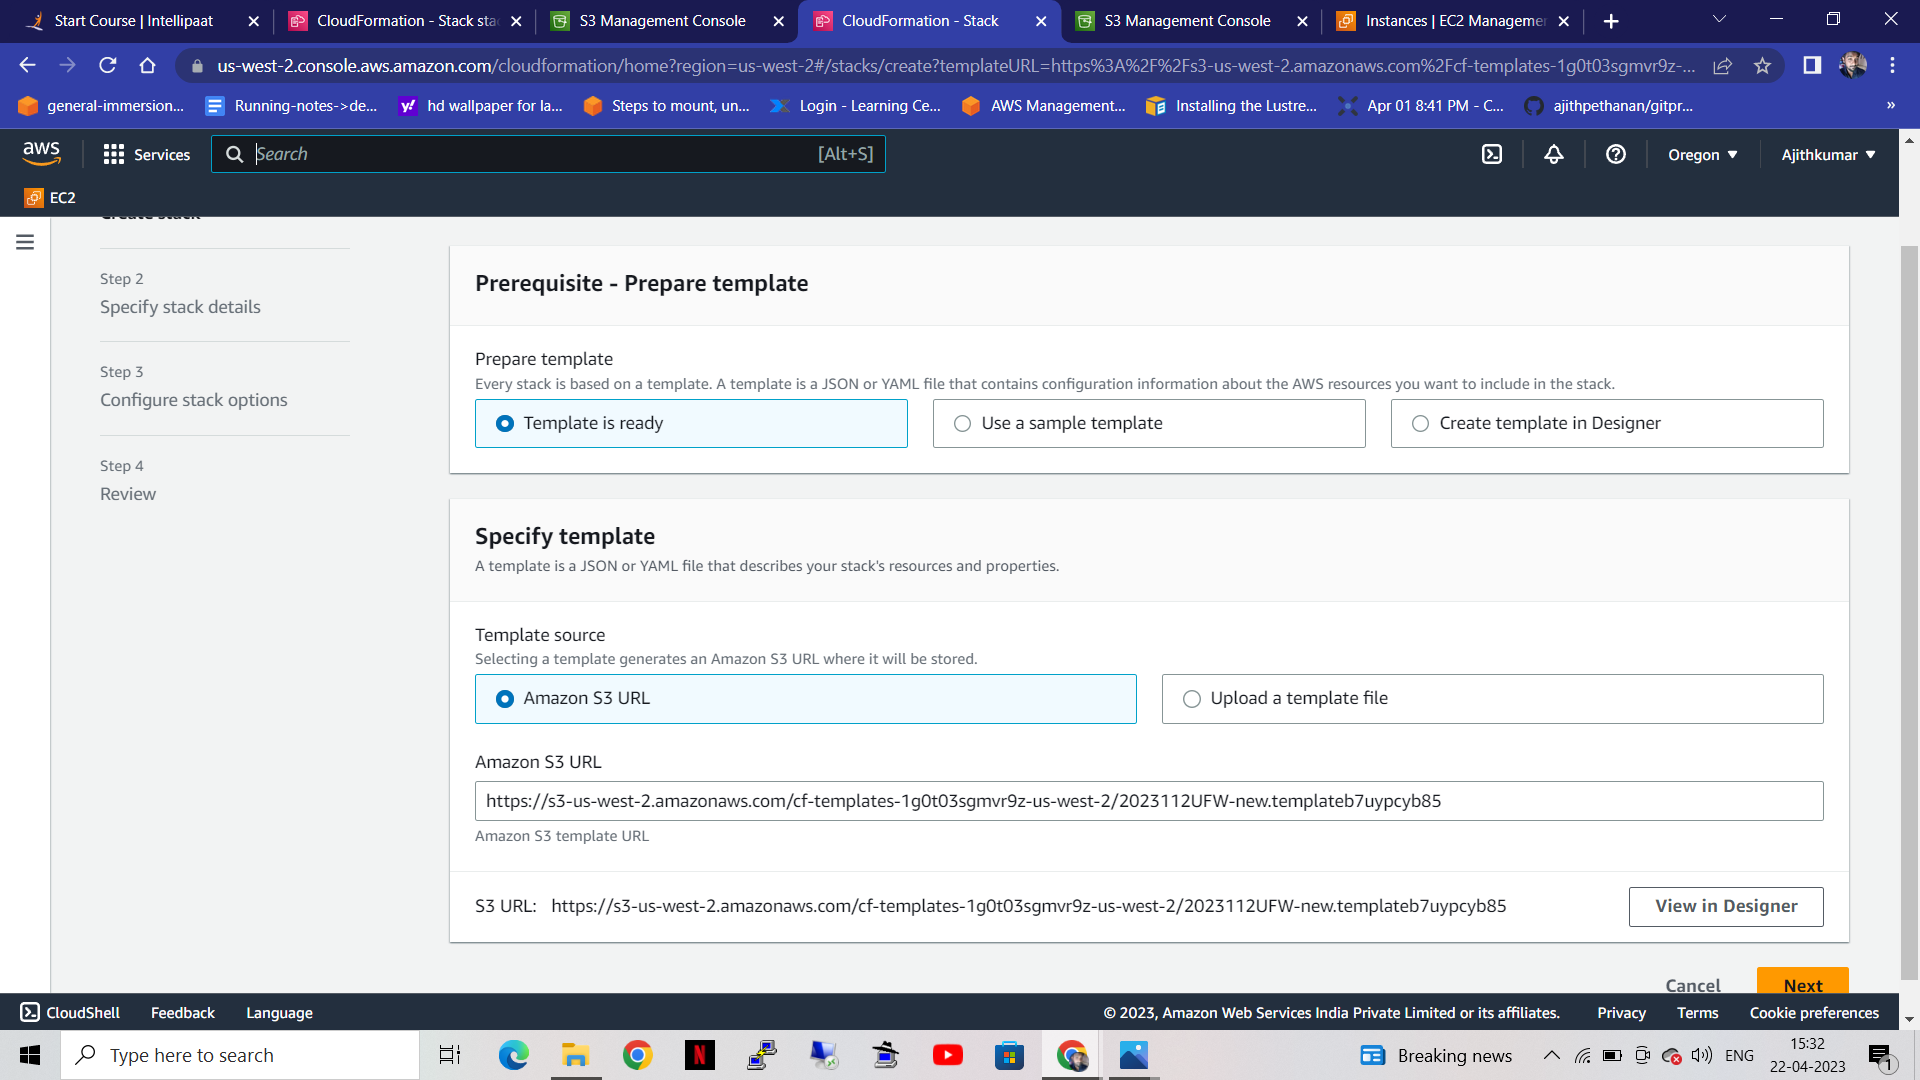 Start Course | Intellipaat
CloudFormation - Stack sta
S3 Management Console
CloudFormation - Stack
S3 Management Console
Instances | EC2 Manageme
us-west-2.console.aws.amazon.com/cloudformation/home?region=us-west-2#/stacks/create?templateURL=https%3A%2F%2Fs3-us-west-2.amazonaws.com%2Fcf-templates-1g0t03sgmvr9z-...
general-immersion...
Running-notes->de...
hd wallpaper for la...
Steps to mount, un...
Login - Learning Ce...
AWS Management...
Installing the Lustre...
Apr 01 8:41 PM - C...
ajithpethanan/gitpr...
»
aws
Services
Search
[Alt+S]
Oregon
Ajithkumar
EC2
Create stack
Step 2
Specify stack details
Step 3
Configure stack options
Step 4
Review
Prerequisite - Prepare template
Prepare template
Every stack is based on a template. A template is a JSON or YAML file that contains configuration information about the AWS resources you want to include in the stack.
Template is ready
Use a sample template
Create template in Designer
Specify template
A template is a JSON or YAML file that describes your stack's resources and properties.
Template source
Selecting a template generates an Amazon S3 URL where it will be stored.
Amazon S3 URL
Upload a template file
Amazon S3 URL
https://s3-us-west-2.amazonaws.com/cf-templates-1g0t03sgmvr9z-us-west-2/2023112UFW-new.templateb7uypcyb85
Amazon S3 template URL
S3 URL: https://s3-us-west-2.amazonaws.com/cf-templates-1g0t03sgmvr9z-us-west-2/2023112UFW-new.templateb7uypcyb85
View in Designer
Cancel
Next
CloudShell
Feedback
Language
© 2023, Amazon Web Services India Private Limited or its affiliates.
Privacy
Terms
Cookie preferences
Type here to search
Breaking news
ENG
15:32
22-04-2023
1